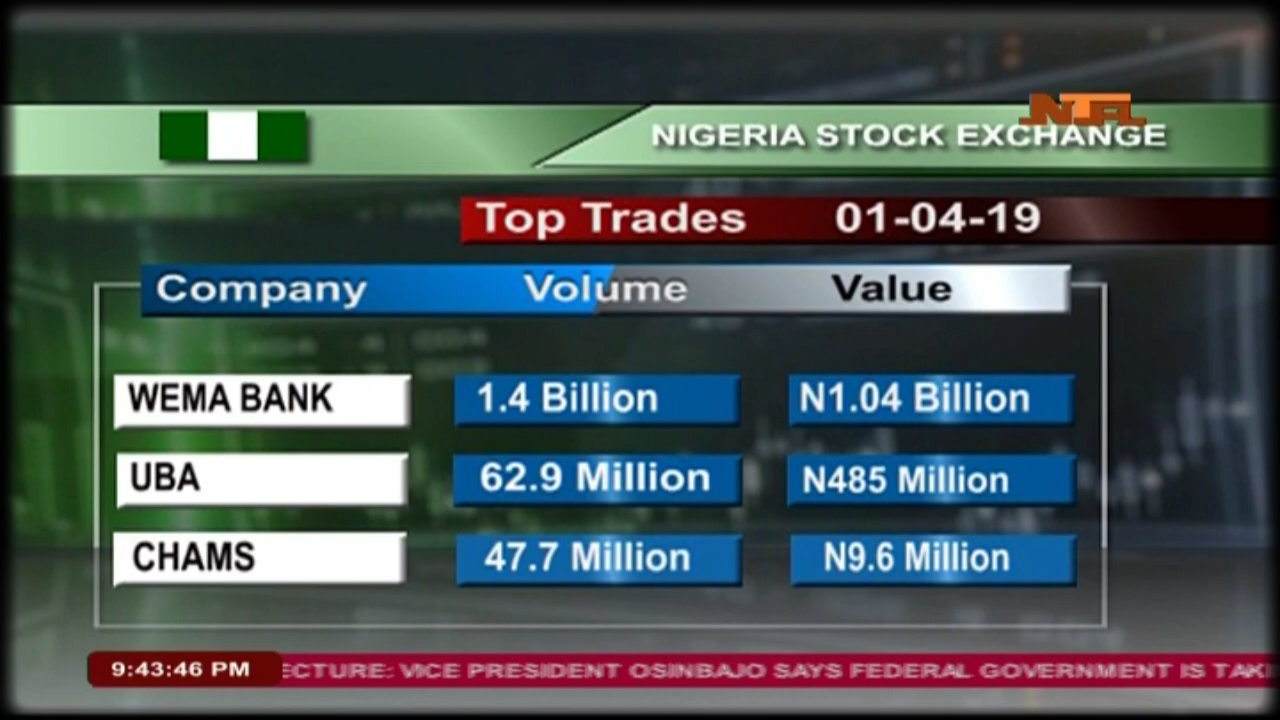 NTA
NIGERIA STOCK EXCHANGE
Top Trades 01-04-19
Company Volume Value
WEMA BANK 1.4 Billion N1.04 Billion
UBA 62.9 Million N485 Million
CHAMS 47.7 Million N9.6 Million
9:43:46 PM ECTURE: VICE PRESIDENT OSINBAJO SAYS FEDERAL GOVERNMENT IS TAKI